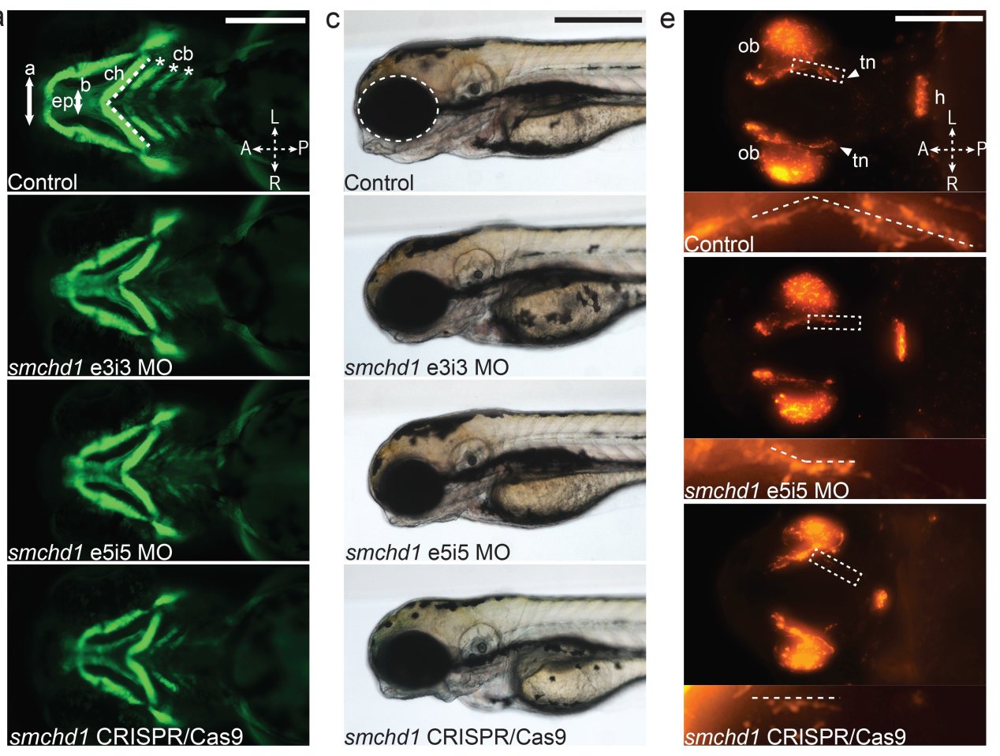 a
a
b
ch
cb
* * *
ep
L
A P
R
Control
smchd1 e3i3 MO
smchd1 e5i5 MO
smchd1 CRISPR/Cas9
c
Control
smchd1 e3i3 MO
smchd1 e5i5 MO
smchd1 CRISPR/Cas9
e
ob
tn
h
L
A P
R
ob
tn
Control
smchd1 e5i5 MO
smchd1 CRISPR/Cas9